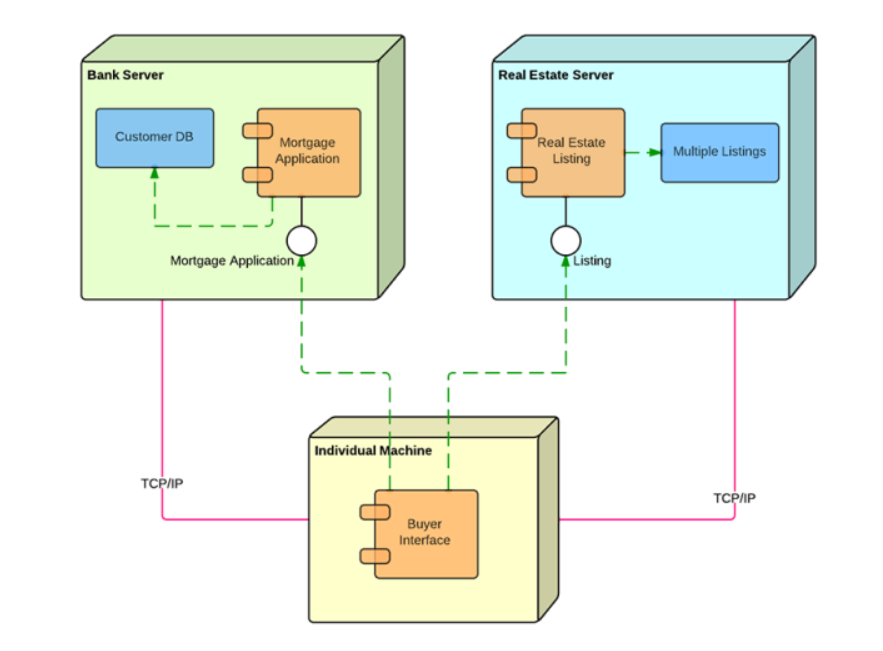 Bank Server
Real Estate Server
Customer DB
Mortgage
Application
Real Estate
Listing
Multiple Listings
Mortgage Application
Listing
Individual Machine
TCP/IP
TCP/IP
Buyer
Interface